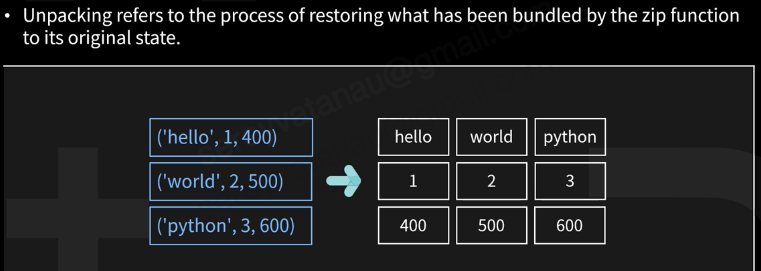 • Unpacking refers to the process of restoring what has been bundled by the zip function
to its original state.
('hello', 1, 400)
hello world python
('world', 2, 500)
1 2 3
('python', 3, 600)
400 500 600